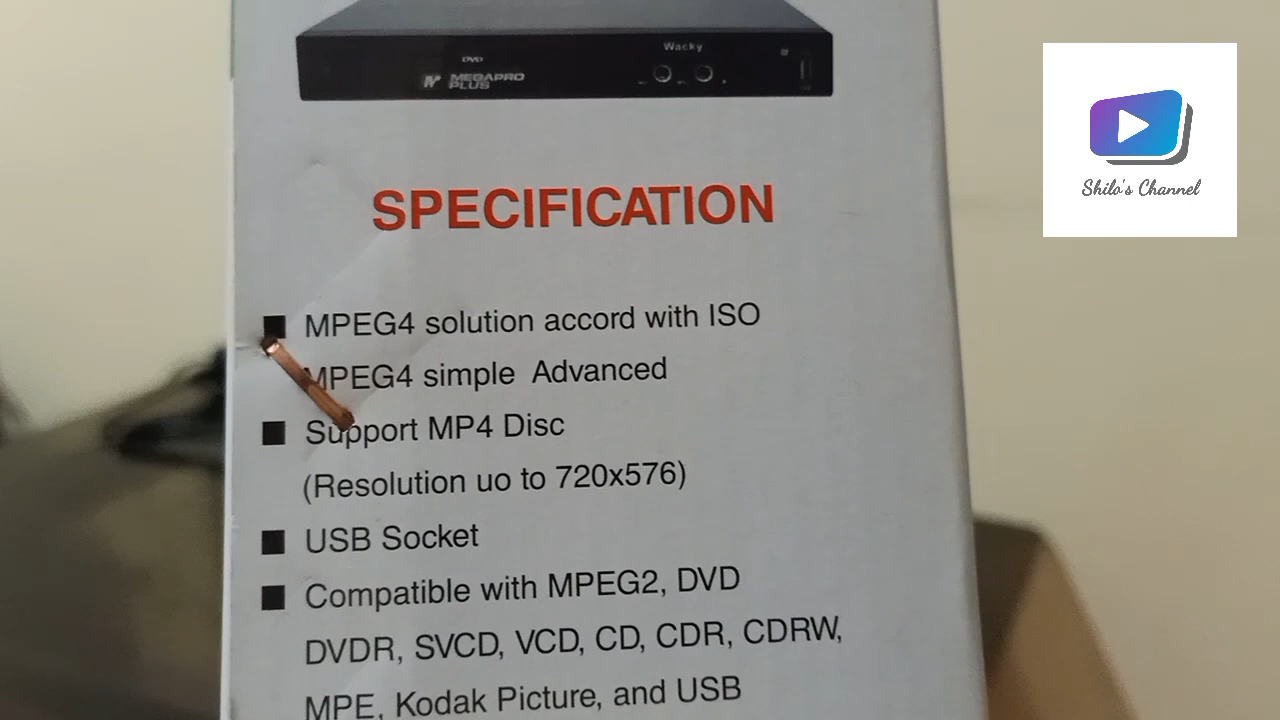 DVD
MEGAPRO
PLUS
Wacky
Shilo's Channel
SPECIFICATION
MPEG4 solution accord with ISO
MPEG4 simple Advanced
Support MP4 Disc
(Resolution uo to 720x576)
USB Socket
Compatible with MPEG2, DVD
DVDR, SVCD, VCD, CD, CDR, CDRW,
MPE, Kodak Picture, and USB